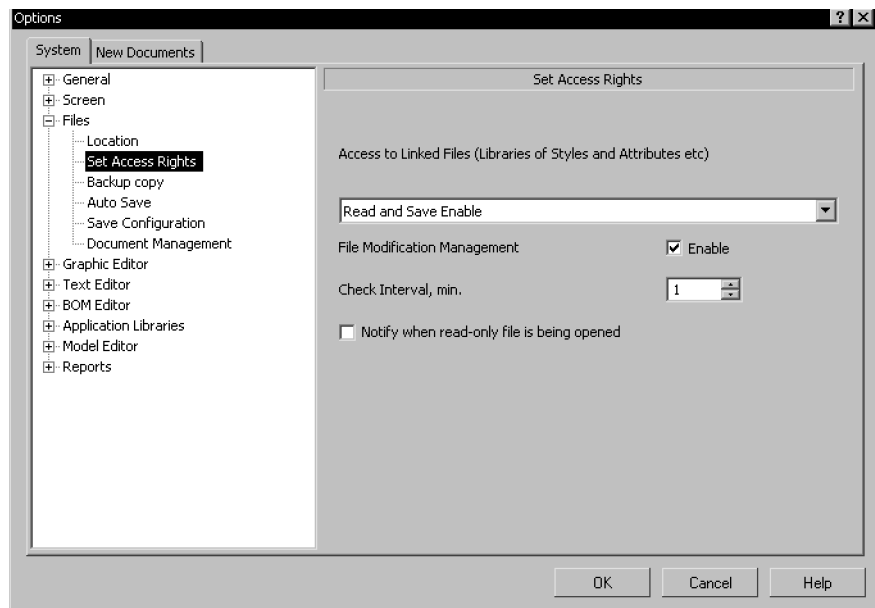 Options
System
New Documents
General
Screen
Files
Location
Set Access Rights
Backup copy
Auto Save
Save Configuration
Document Management
Graphic Editor
Text Editor
BOM Editor
Application Libraries
Model Editor
Reports
Set Access Rights
Access to Linked Files (Libraries of Styles and Attributes etc)
Read and Save Enable
File Modification Management
Enable
Check Interval, min.
1
Notify when read-only file is being opened
OK
Cancel
Help